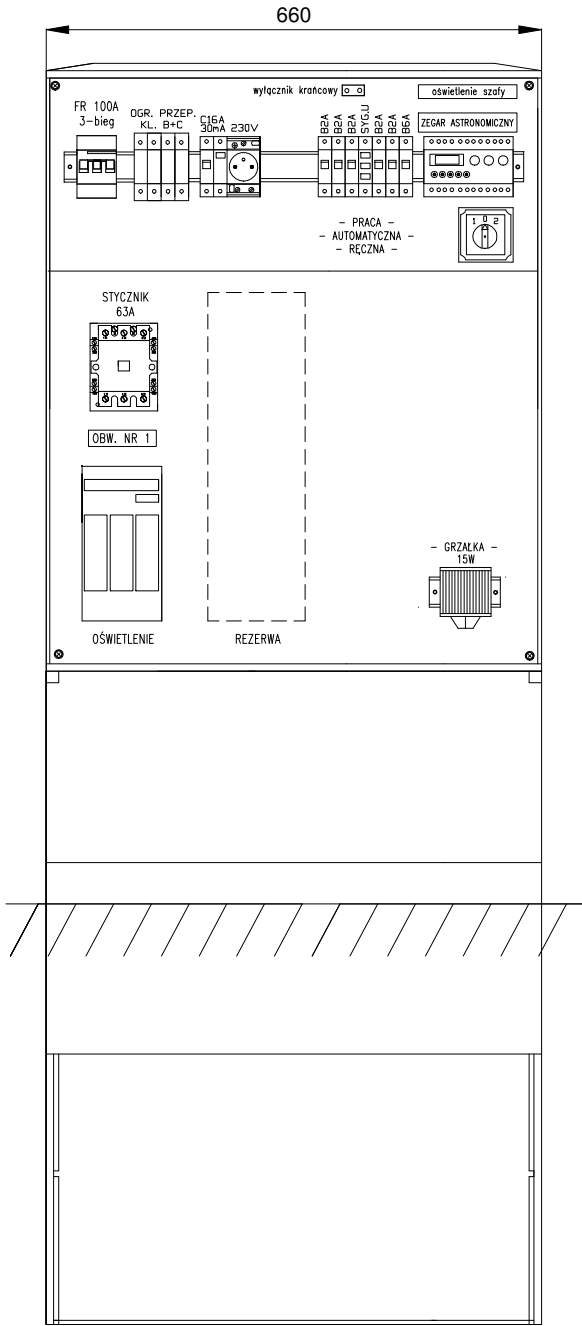 660
wyłącznik krańcowy
oświetlenie szafy
FR 100A
3-bieg
OGR. PRZEP.
KL. B+C
C16A
30mA 230V
B2A
B2A
B2A
SYG.U
B2A
B2A
B6A
ZEGAR ASTRONOMICZNY
1 0 2
- PRACA -
- AUTOMATYCZNA -
- RĘCZNA -
STYCZNIK
63A
OBW. NR 1
- GRZAŁKA -
15W
OŚWIETLENIE
REZERWA